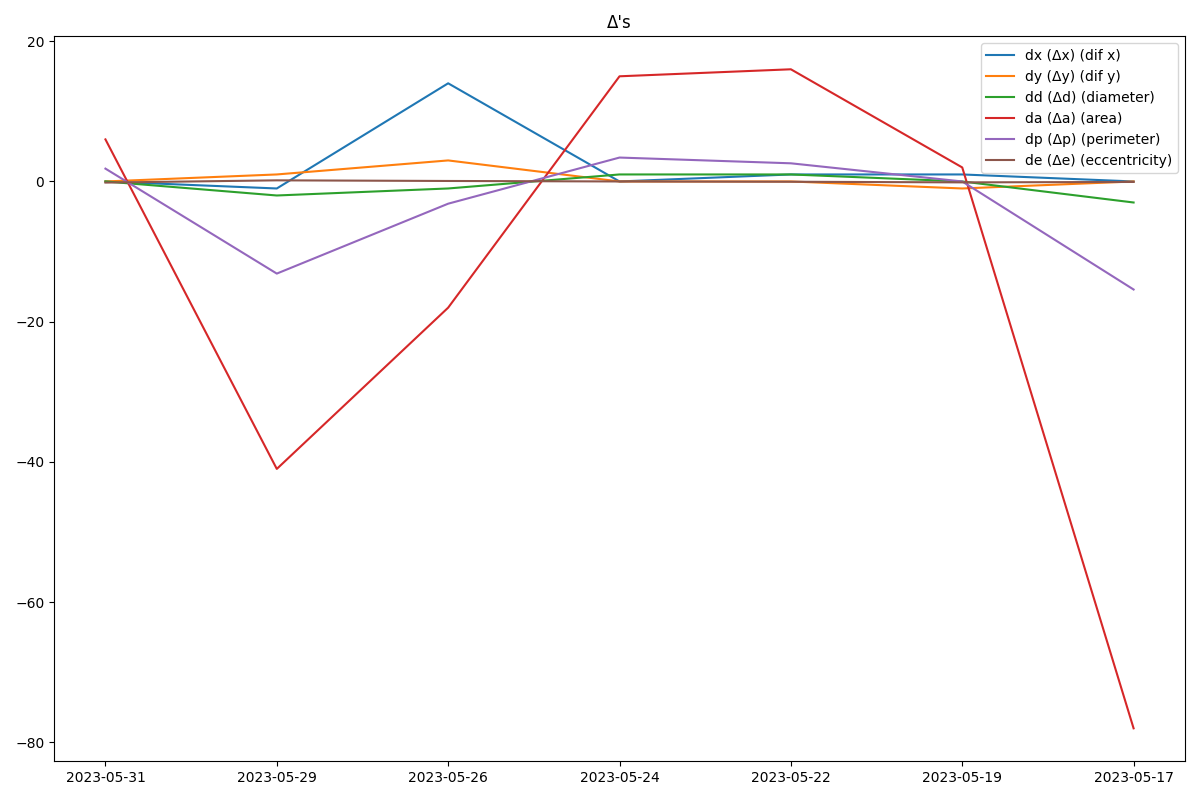 Δ's
dx (Δx) (dif x)
dy (Δy) (dif y)
dd (Δd) (diameter)
da (Δa) (area)
dp (Δp) (perimeter)
de (Δe) (eccentricity)
20
0
−20
−40
−60
−80
2023-05-31 2023-05-29 2023-05-26 2023-05-24 2023-05-22 2023-05-19 2023-05-17